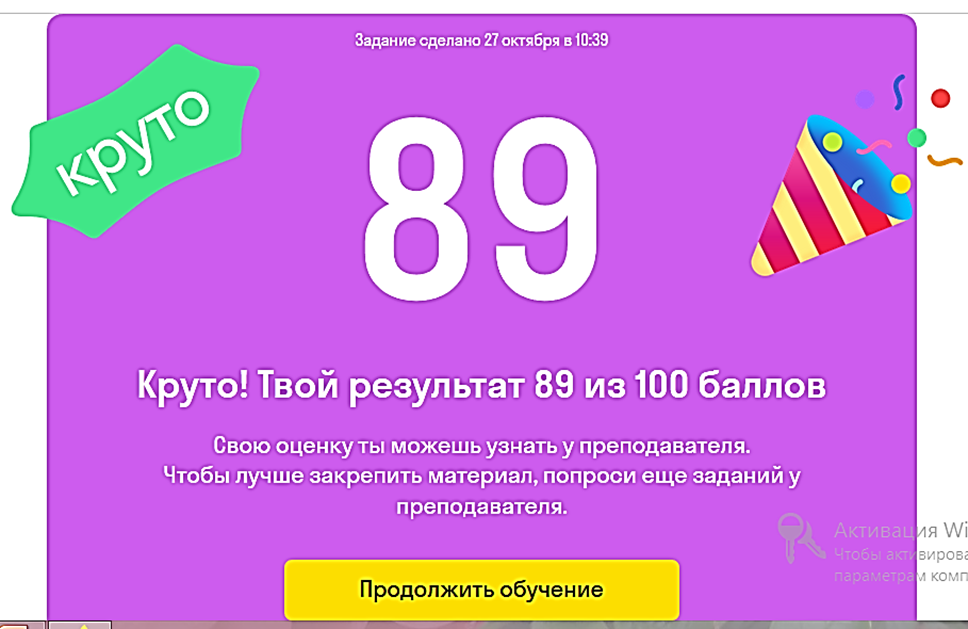 Задание сделано 27 октября в 10:39
круто
89
Круто! Твой результат 89 из 100 баллов
Свою оценку ты можешь узнать у преподавателя.
Чтобы лучше закрепить материал, попроси еще заданий у
преподавателя.
Активация Wi
Чтобы активирова
параметрам комп
Продолжить обучение